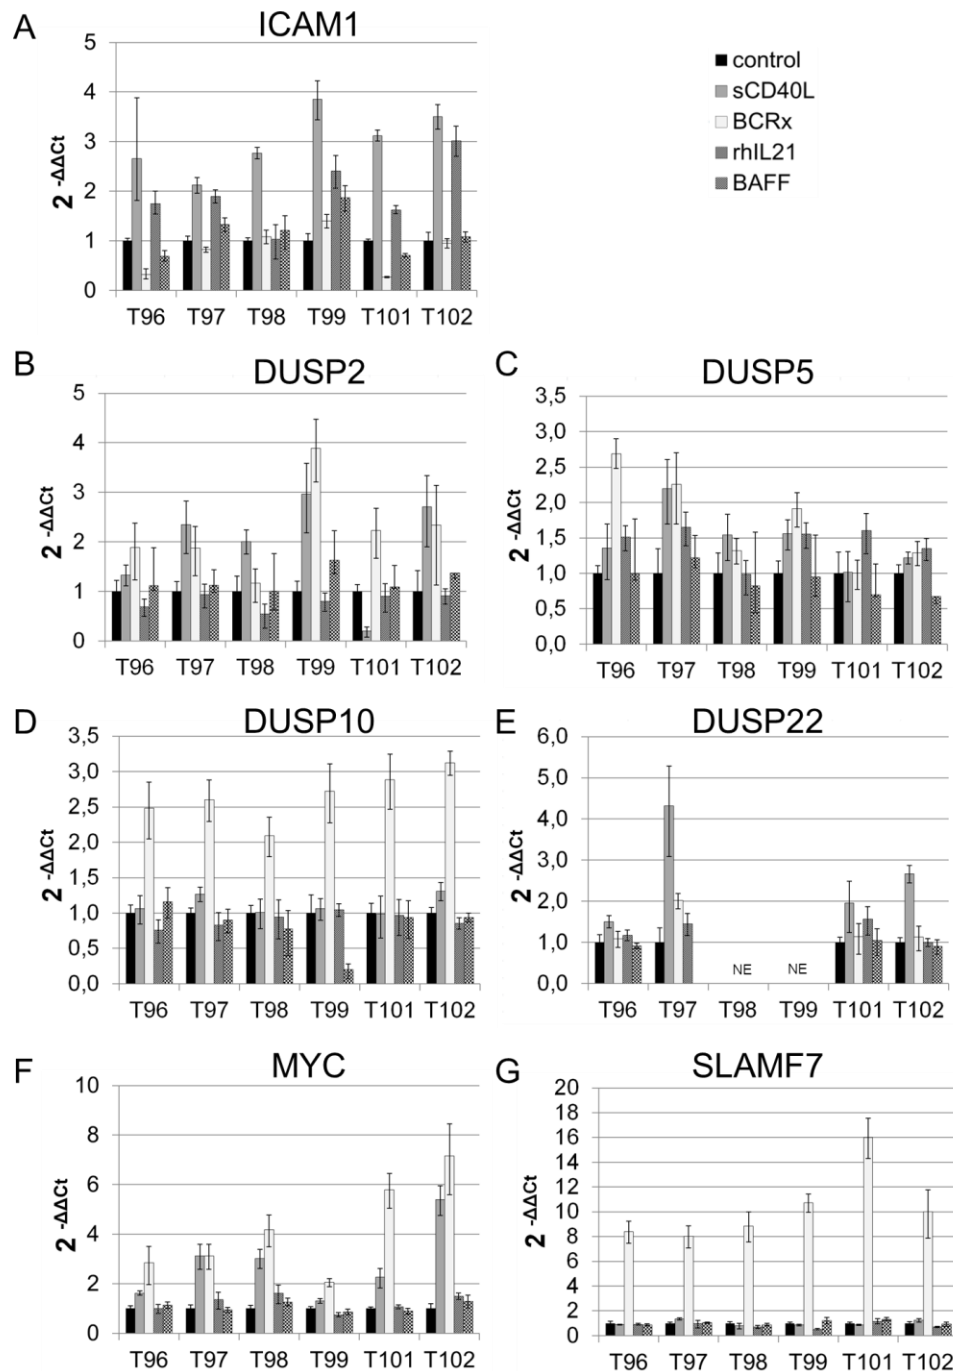 A ICAM1
5
4
3
2
1
0
2 -ΔΔCt
T96 T97 T98 T99 T101 T102
control
sCD40L
BCRx
rhIL21
BAFF
B DUSP2
5
4
3
2
1
0
2 -ΔΔCt
T96 T97 T98 T99 T101 T102
C DUSP5
3,5
3,0
2,5
2,0
1,5
1,0
0,5
0,0
2 -ΔΔCt
T96 T97 T98 T99 T101 T102
D DUSP10
3,5
3,0
2,5
2,0
1,5
1,0
0,5
0,0
2 -ΔΔCt
T96 T97 T98 T99 T101 T102
E DUSP22
6,0
5,0
4,0
3,0
2,0
1,0
0,0
2 -ΔΔCt
NE NE
T96 T97 T98 T99 T101 T102
F MYC
10
8
6
4
2
0
2 -ΔΔCt
T96 T97 T98 T99 T101 T102
G SLAMF7
20
18
16
14
12
10
8
6
4
2
0
2 -ΔΔCt
T96 T97 T98 T99 T101 T102